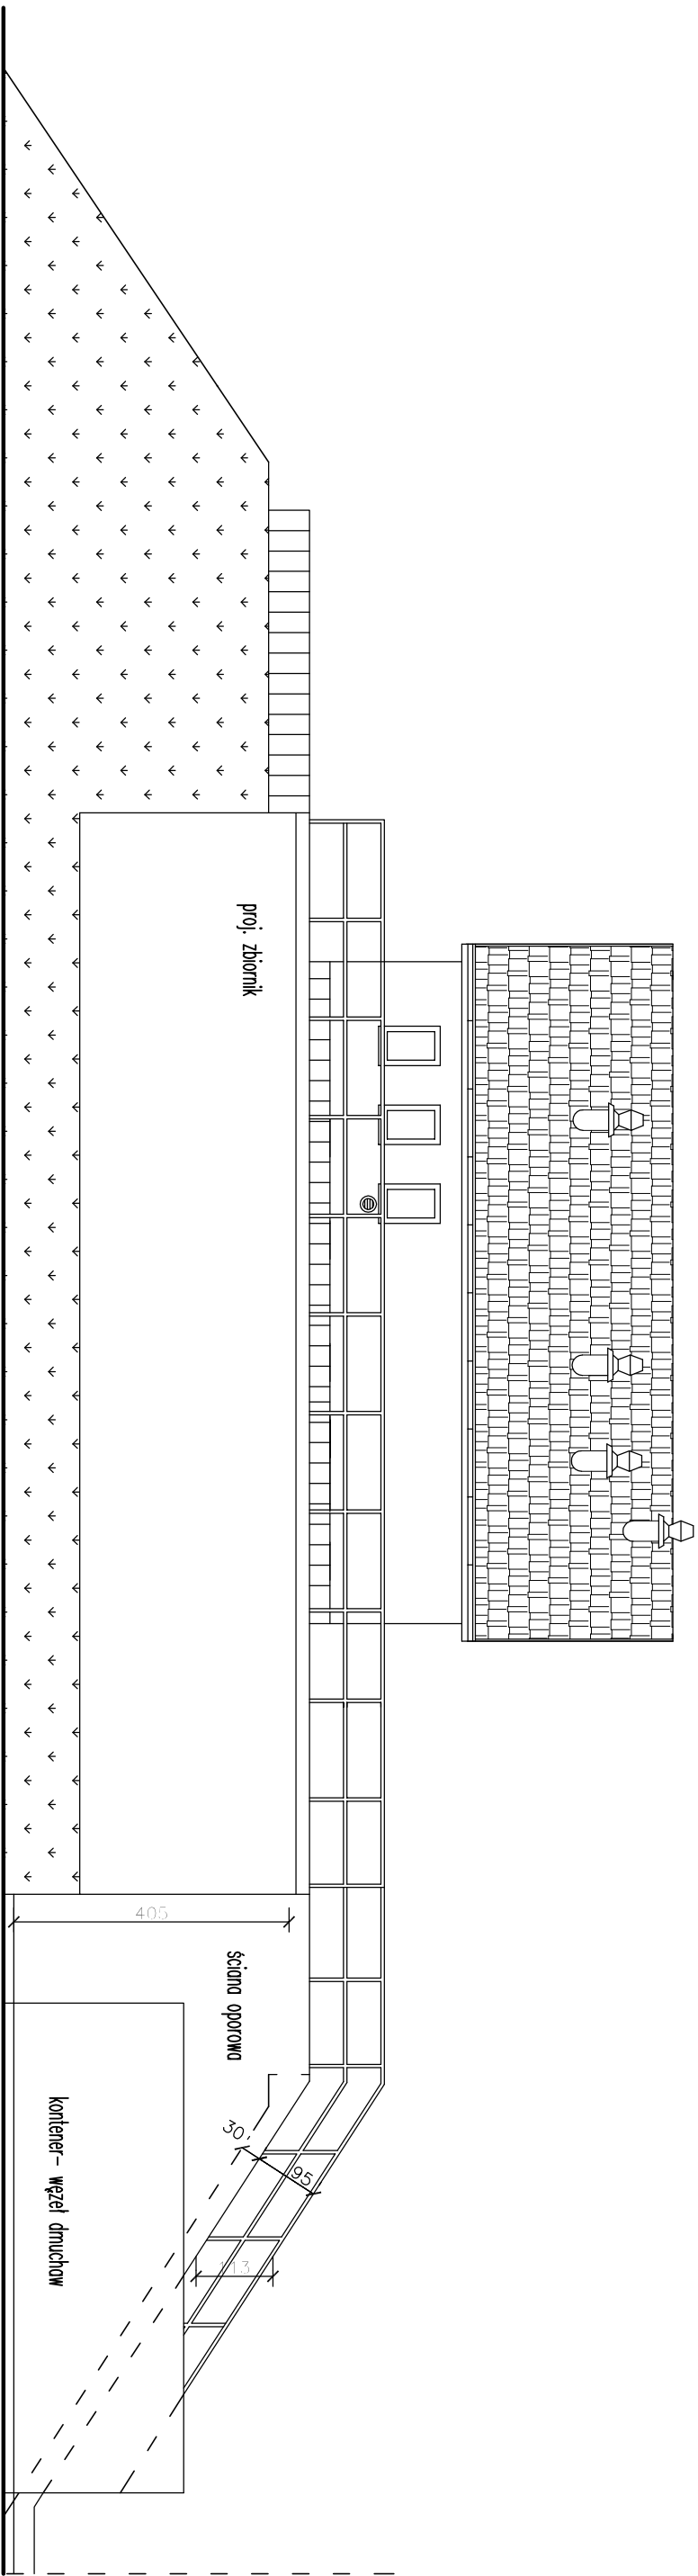 proj. zbiornik
405
ściana oporowa
30
95
113
kontener- węzeł dmuchaw